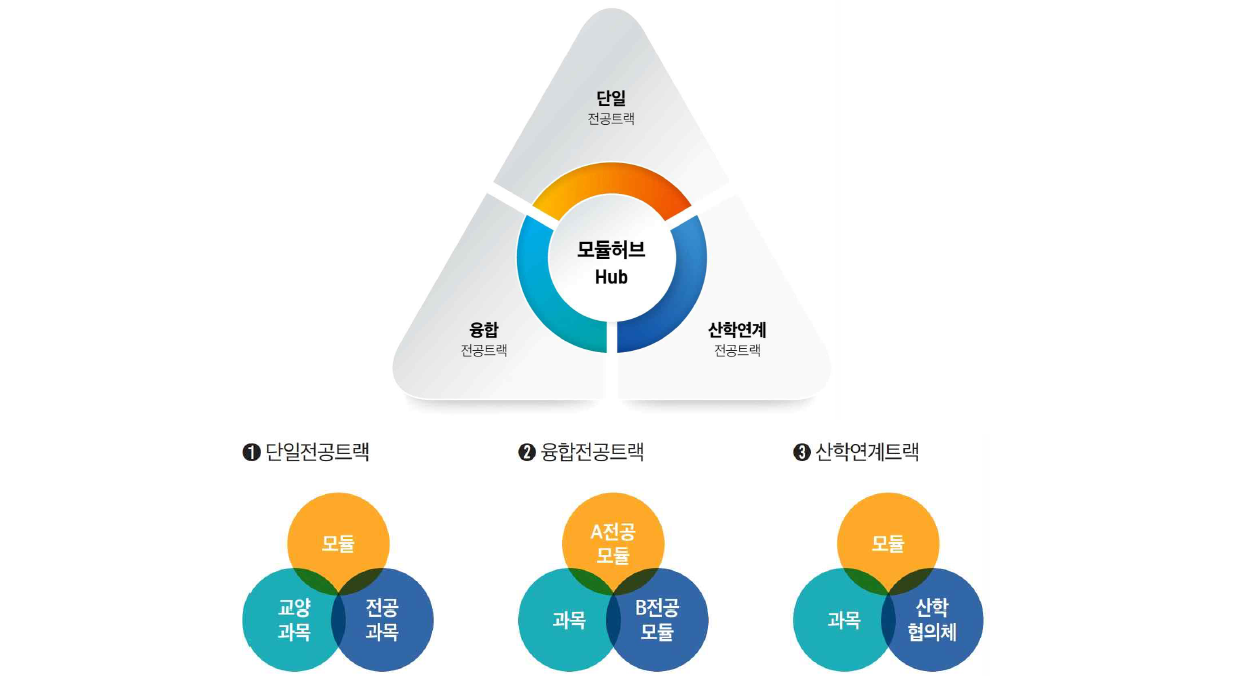 단일
전공트랙
모듈허브
Hub
융합
전공트랙
산학연계
전공트랙
❶ 단일전공트랙
모듈
교양
과목
전공
과목
❷ 융합전공트랙
A전공
모듈
과목
B전공
모듈
❸ 산학연계트랙
모듈
과목
산학
협의체